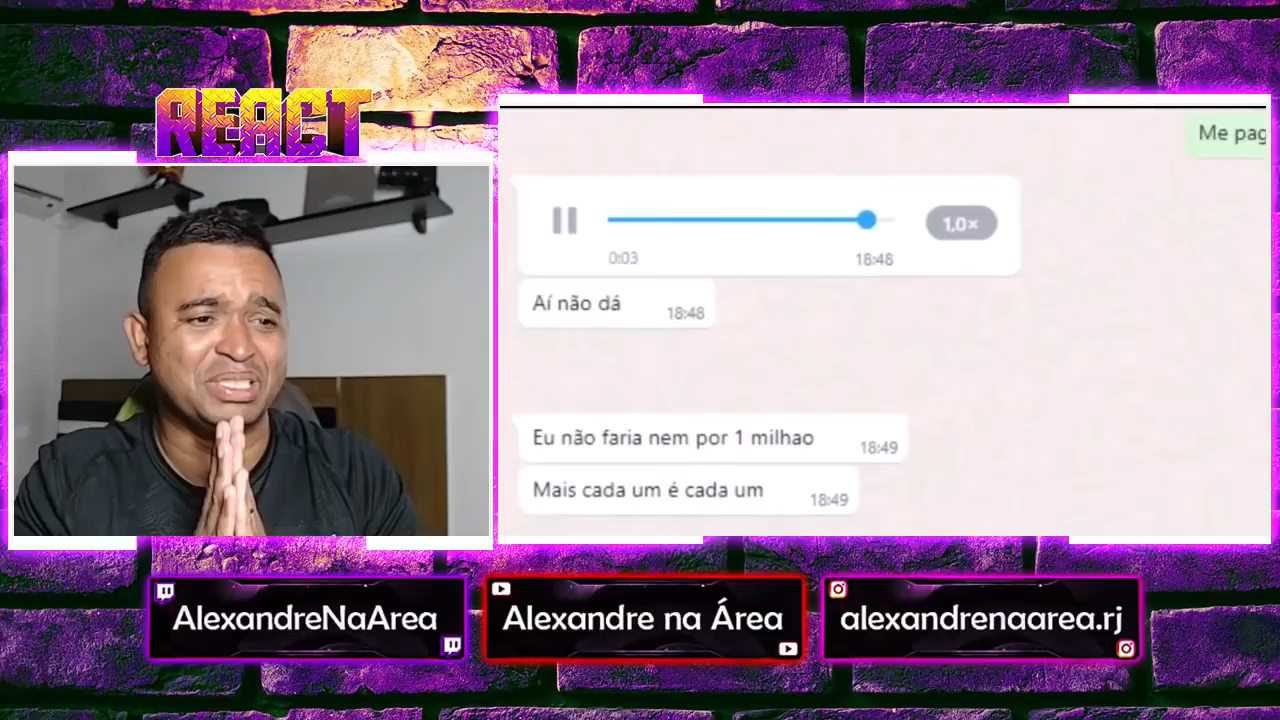 REACT
Me pag
1,0×
0:03
18:48
Aí não dá
18:48
Eu não faria nem por 1 milhao
18:49
Mais cada um é cada um
18:49
AlexandreNaArea
Alexandre na Área
alexandrenaarea.rj